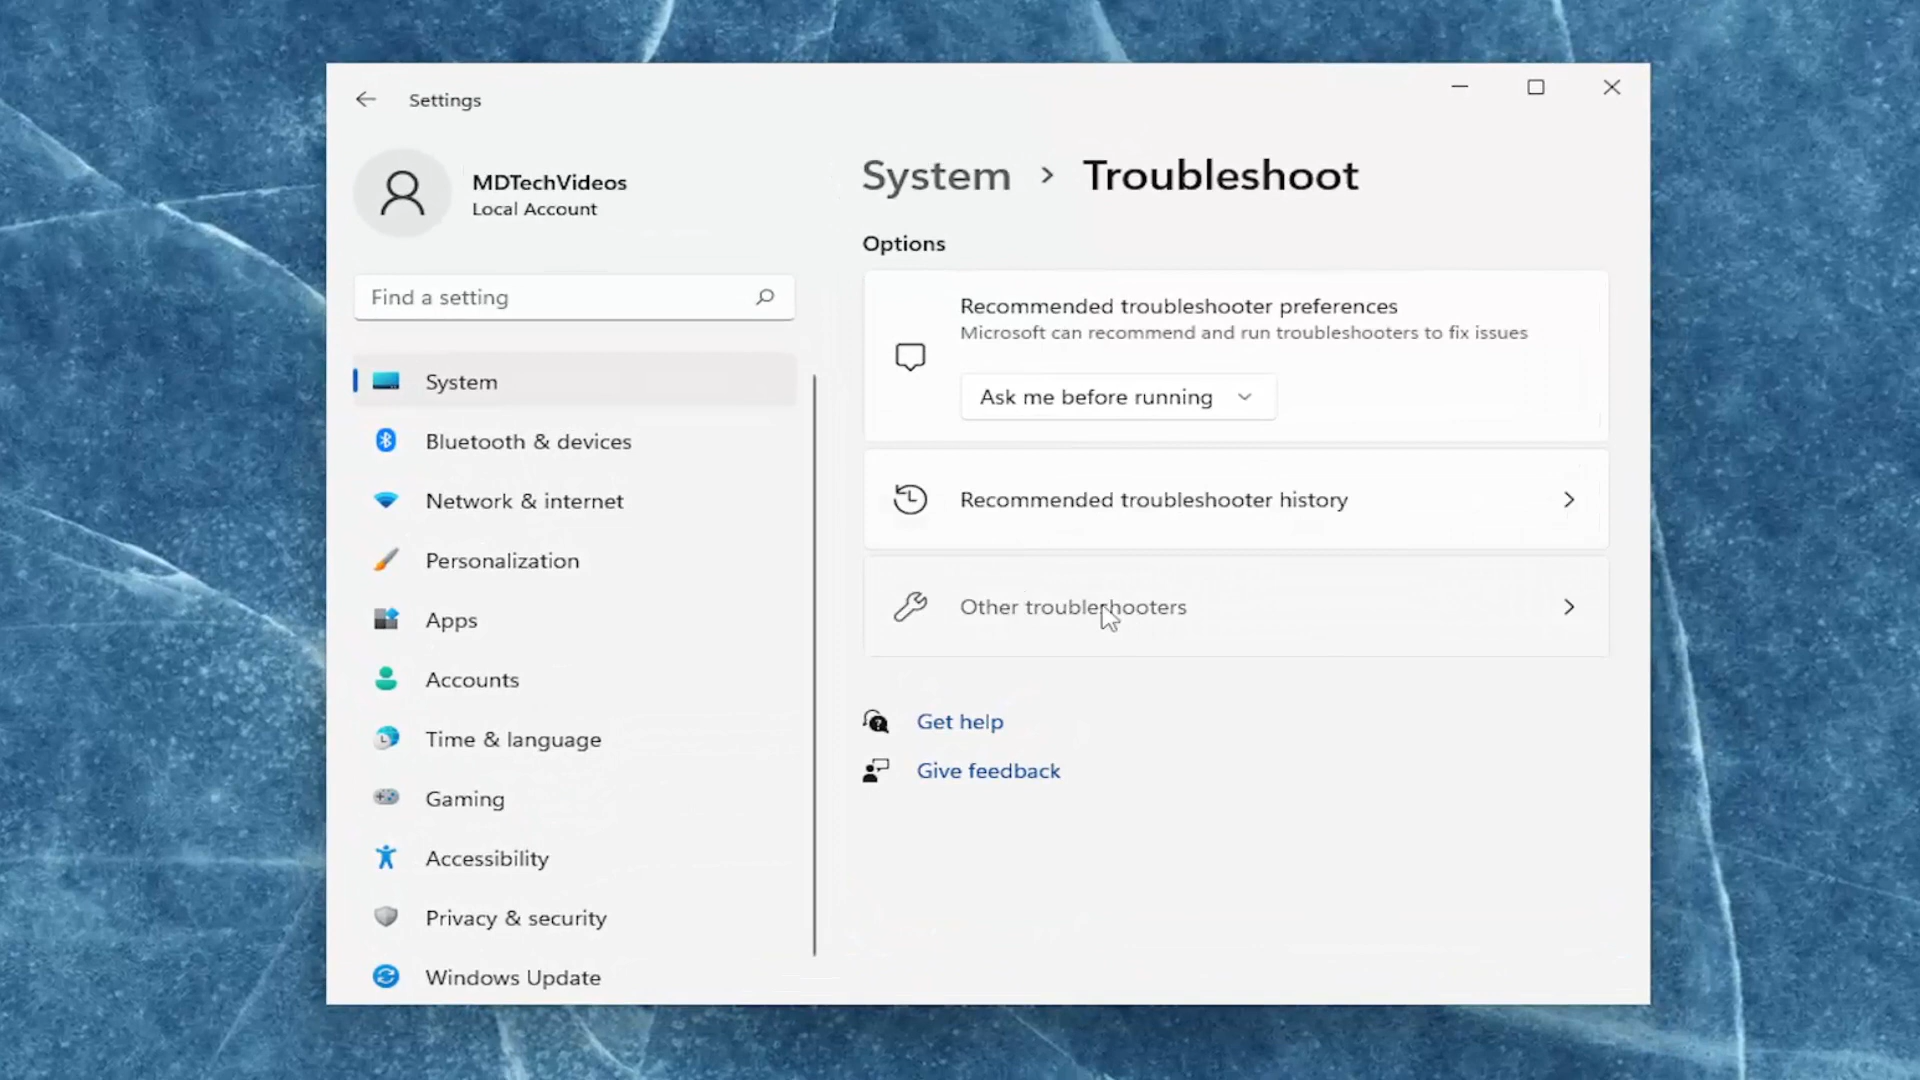 Settings
MDTechVideos
Local Account
Find a setting
System
Bluetooth & devices
Network & internet
Personalization
Apps
Accounts
Time & language
Gaming
Accessibility
Privacy & security
Windows Update
System > Troubleshoot
Options
Recommended troubleshooter preferences
Microsoft can recommend and run troubleshooters to fix issues
Ask me before running
Recommended troubleshooter history
Other troubleshooters
Get help
Give feedback